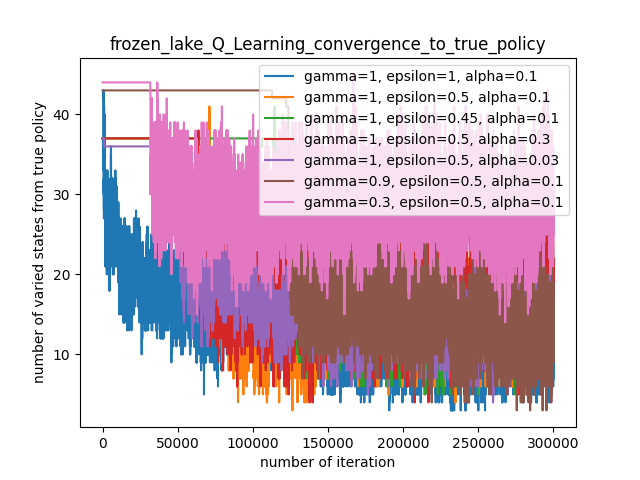 frozen_lake_Q_Learning_convergence_to_true_policy
gamma=1, epsilon=1, alpha=0.1
gamma=1, epsilon=0.5, alpha=0.1
gamma=1, epsilon=0.45, alpha=0.1
gamma=1, epsilon=0.5, alpha=0.3
gamma=1, epsilon=0.5, alpha=0.03
gamma=0.9, epsilon=0.5, alpha=0.1
gamma=0.3, epsilon=0.5, alpha=0.1
number of varied states from true policy
40
30
20
10
0 50000 100000 150000 200000 250000 300000
number of iteration